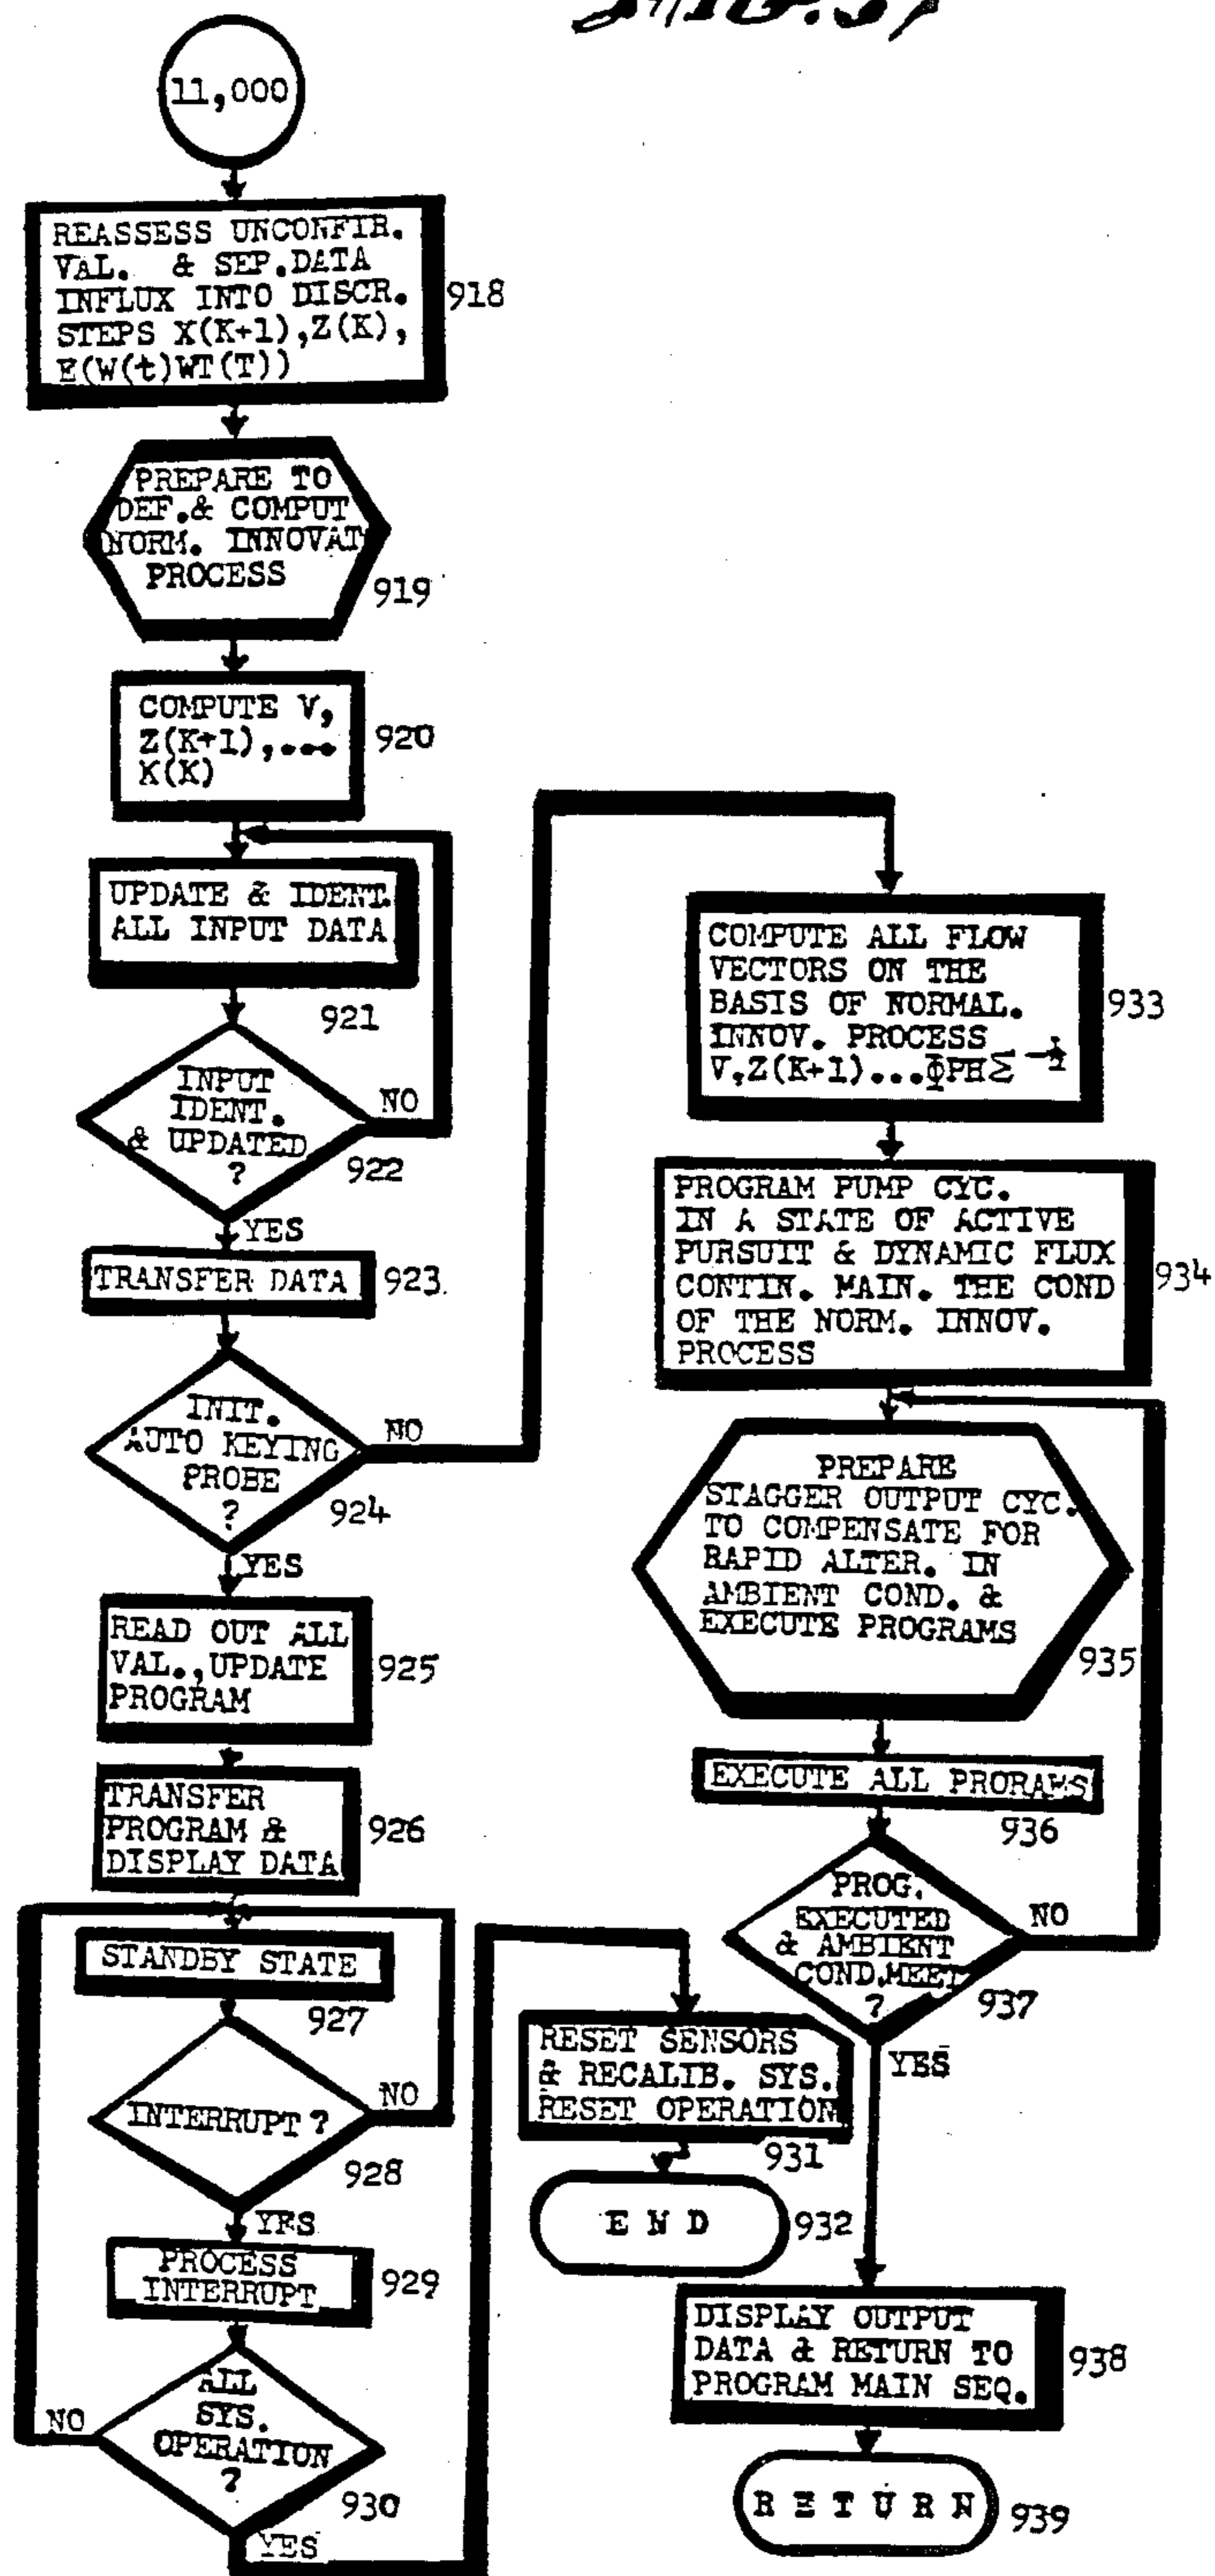 11,000
REASSESS UNCONFIR.
VAL. & SEP.DATA
INFLUX INTO DISCR.
STEPS X(K+1),Z(K),
E(W(t)WT(T))
918
PREPARE TO
DEF.& COMPUT
NORM. INNOVAT
PROCESS
919
COMPUTE V,
Z(K+1),...
K(K)
920
UPDATE & IDENT.
ALL INPUT DATA
921
INPUT
IDENT.
& UPDATED
?
NO
922
YES
TRANSFER DATA
923
INIT.
AUTO KEYING
PROBE
?
NO
924
YES
READ OUT ALL
VAL.,UPDATE
PROGRAM
925
TRANSFER
PROGRAM &
DISPLAY DATA
926
STANDBY STATE
927
INTERRUPT ?
NO
928
YES
PROCESS
INTERRUPT
929
ALL
SYS.
OPERATION
?
NO
930
YES
RESET SENSORS
& RECALIB. SYS.
RESET OPERATION
931
E N D
932
COMPUTE ALL FLOW
VECTORS ON THE
BASIS OF NORMAL.
INNOV. PROCESS
V,Z(K+1)...ΦPHΣ -½
933
PROGRAM PUMP CYC.
IN A STATE OF ACTIVE
PURSUIT & DYNAMIC FLUX
CONTIN. MAIN. THE COND
OF THE NORM. INNOV.
PROCESS
934
PREPARE
STAGGER OUTPUT CYC.
TO COMPENSATE FOR
RAPID ALTER. IN
AMBIENT COND. &
EXECUTE PROGRAMS
935
EXECUTE ALL PRORAMS
936
PROG.
EXECUTED
& AMBIENT
COND.MEET
?
NO
937
YES
DISPLAY OUTPUT
DATA & RETURN TO
PROGRAM MAIN SEQ.
938
R E T U R N
939